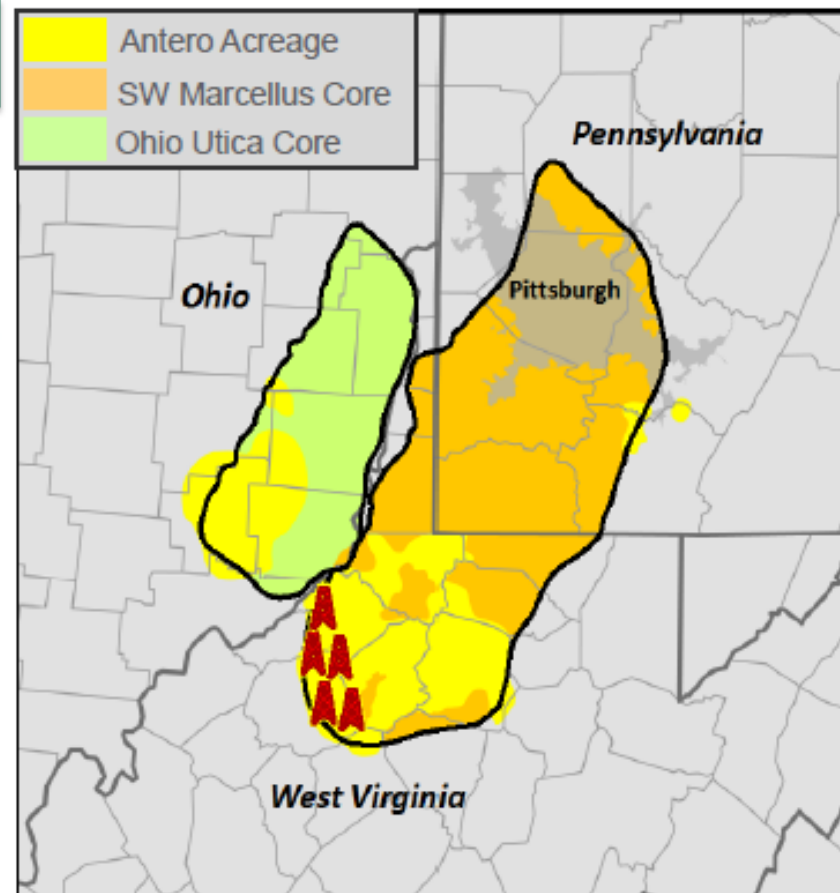 Antero Acreage
SW Marcellus Core
Ohio Utica Core
Pennsylvania
Ohio
Pittsburgh
West Virginia